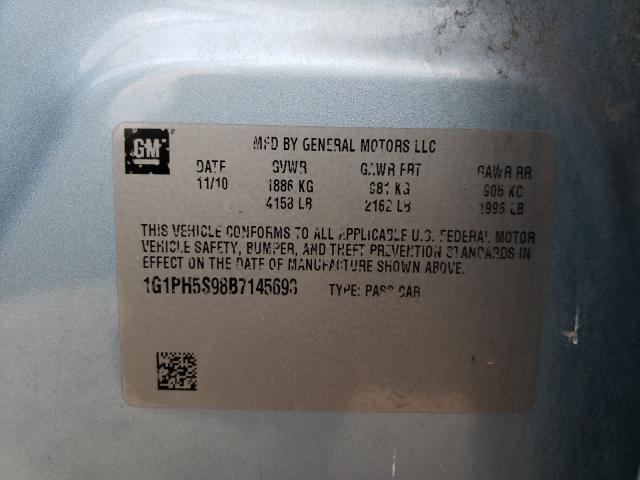 GM
MFD BY GENERAL MOTORS LLC
DATE GVWR GAWR FRT GAWR RR
11/10 1886 KG 981 KG 905 KG
4158 LB 2162 LB 1995 LB
THIS VEHICLE CONFORMS TO ALL APPLICABLE U.S. FEDERAL MOTOR
VEHICLE SAFETY, BUMPER, AND THEFT PREVENTION STANDARDS IN
EFFECT ON THE DATE OF MANUFACTURE SHOWN ABOVE.
1G1PH5S98B7145693 TYPE: PASS CAR